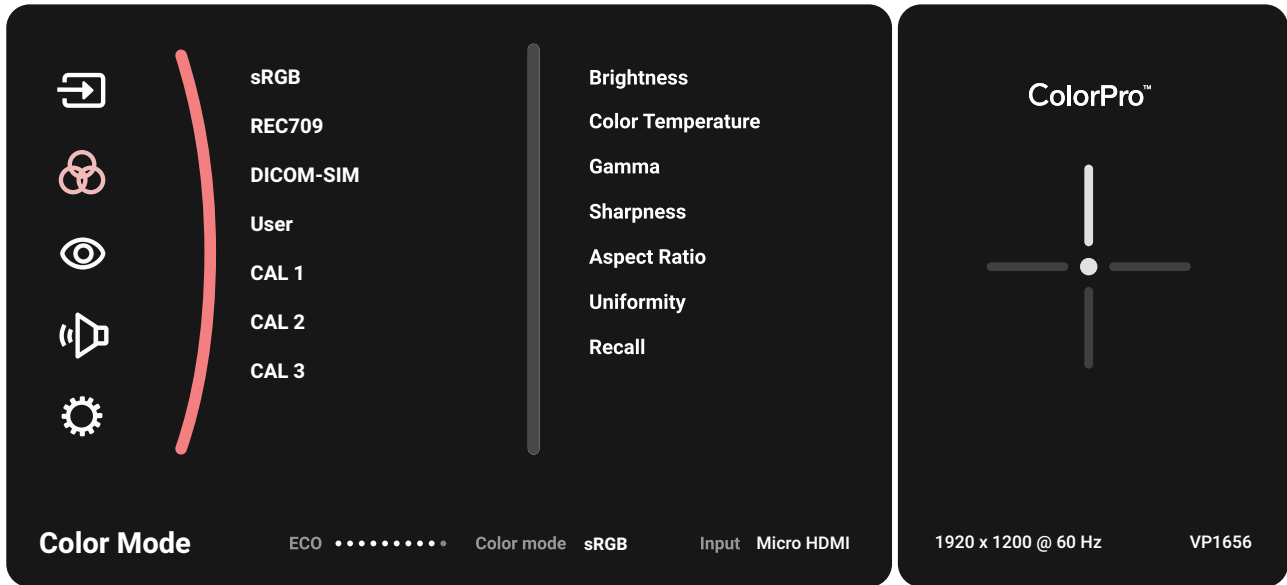 sRGB
REC709
DICOM-SIM
User
CAL 1
CAL 2
CAL 3
Brightness
Color Temperature
Gamma
Sharpness
Aspect Ratio
Uniformity
Recall
Color Mode
ECO
Color mode sRGB
Input Micro HDMI
ColorPro™
1920 x 1200 @ 60 Hz
VP1656